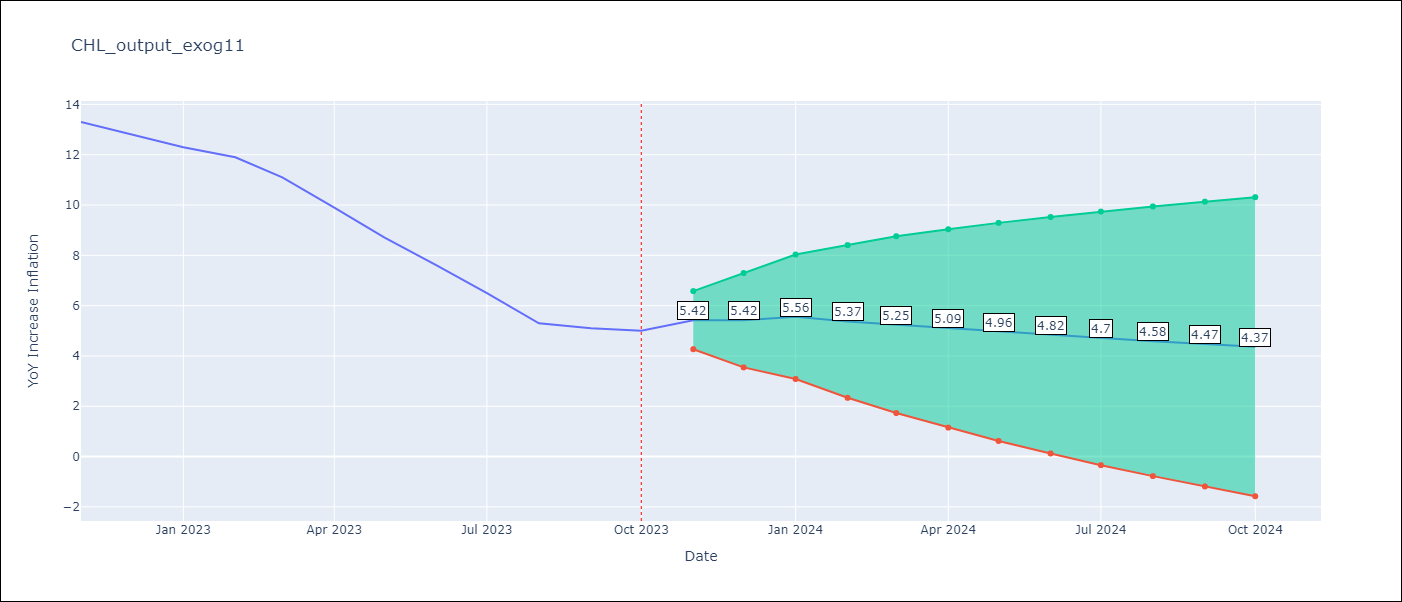 CHL_output_exog11
YoY Increase Inflation
14
12
10
8
6
4
2
0
−2
5.42
5.42
5.56
5.37
5.25
5.09
4.96
4.82
4.7
4.58
4.47
4.37
Jan 2023
Apr 2023
Jul 2023
Oct 2023
Jan 2024
Apr 2024
Jul 2024
Oct 2024
Date